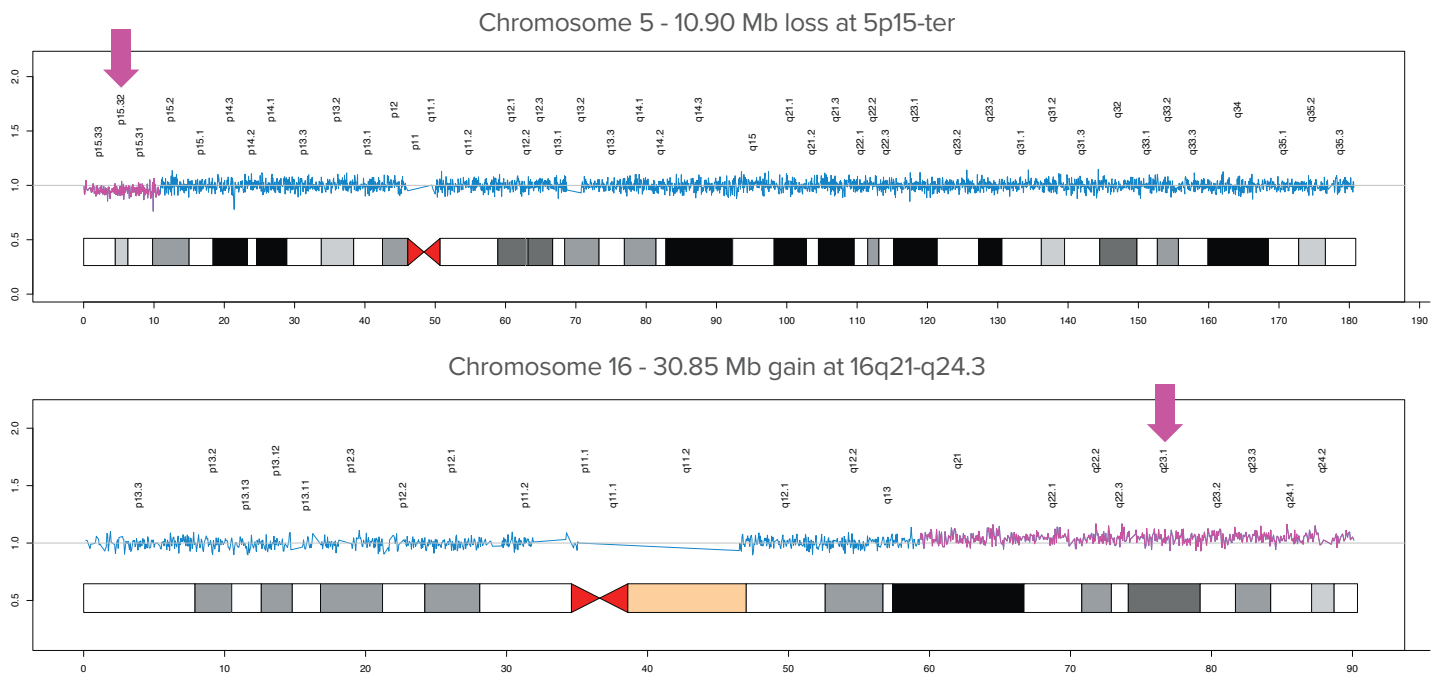 Chromosome 5 - 10.90 Mb loss at 5p15-ter
2.0
1.5
1.0
0.5
0.0
p15.33 p15.32 p15.31 p15.2 p15.1 p14.3 p14.2 p14.1 p13.3 p13.2 p13.1 p12 p11 q11.1 q11.2 q12.1 q12.2 q12.3 q13.1 q13.2 q13.3 q14.1 q14.2 q14.3 q15 q21.1 q21.2 q21.3 q22.1 q22.2 q22.3 q23.1 q23.2 q23.3 q31.1 q31.2 q31.3 q32 q33.1 q33.2 q33.3 q34 q35.1 q35.2 q35.3
0 10 20 30 40 50 60 70 80 90 100 110 120 130 140 150 160 170 180 190
Chromosome 16 - 30.85 Mb gain at 16q21-q24.3
2.0
1.5
1.0
0.5
p13.3 p13.2 p13.13 p13.12 p13.11 p12.3 p12.2 p12.1 p11.2 p11.1 q11.1 q11.2 q12.1 q12.2 q13 q21 q22.1 q22.2 q22.3 q23.1 q23.2 q23.3 q24.1 q24.2
0 10 20 30 40 50 60 70 80 90